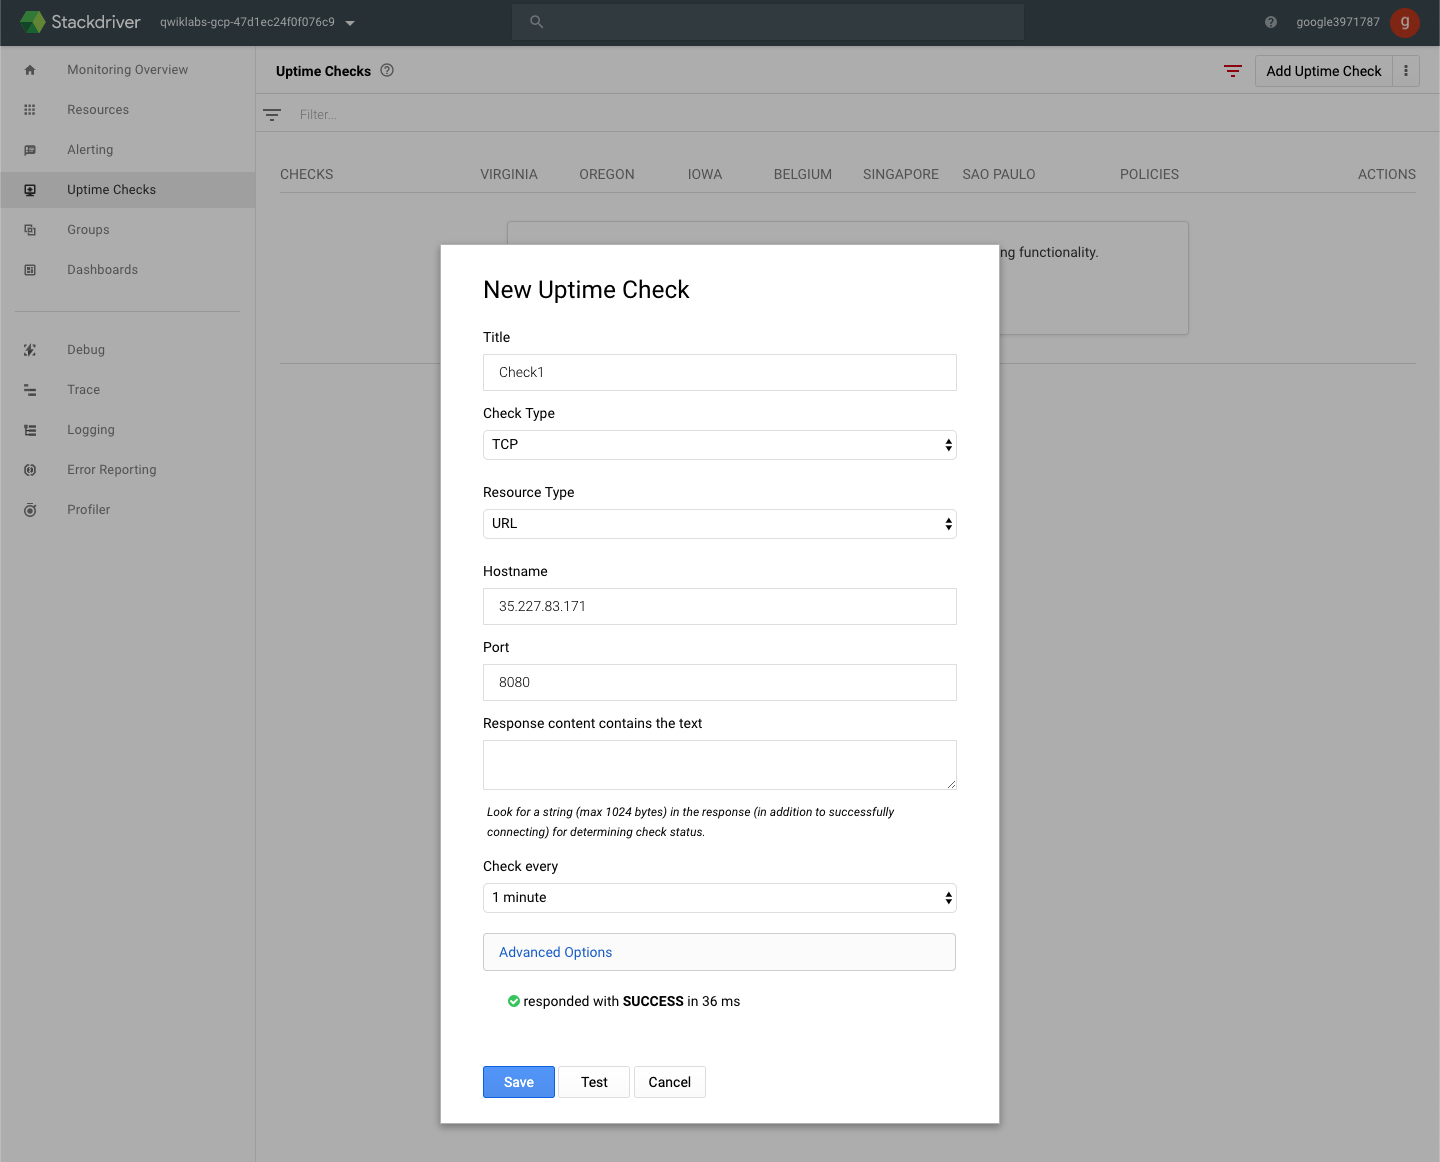 Stackdriver qwiklabs-gcp-47d1ec24f0f076c9 google3971787 g
Monitoring Overview
Resources
Alerting
Uptime Checks
Groups
Dashboards
Debug
Trace
Logging
Error Reporting
Profiler
Uptime Checks Add Uptime Check
Filter...
CHECKS VIRGINIA OREGON IOWA BELGIUM SINGAPORE SAO PAULO POLICIES ACTIONS
ng functionality.
New Uptime Check
Title
Check1
Check Type
TCP
Resource Type
URL
Hostname
35.227.83.171
Port
8080
Response content contains the text
Look for a string (max 1024 bytes) in the response (in addition to successfully
connecting) for determining check status.
Check every
1 minute
Advanced Options
responded with SUCCESS in 36 ms
Save Test Cancel